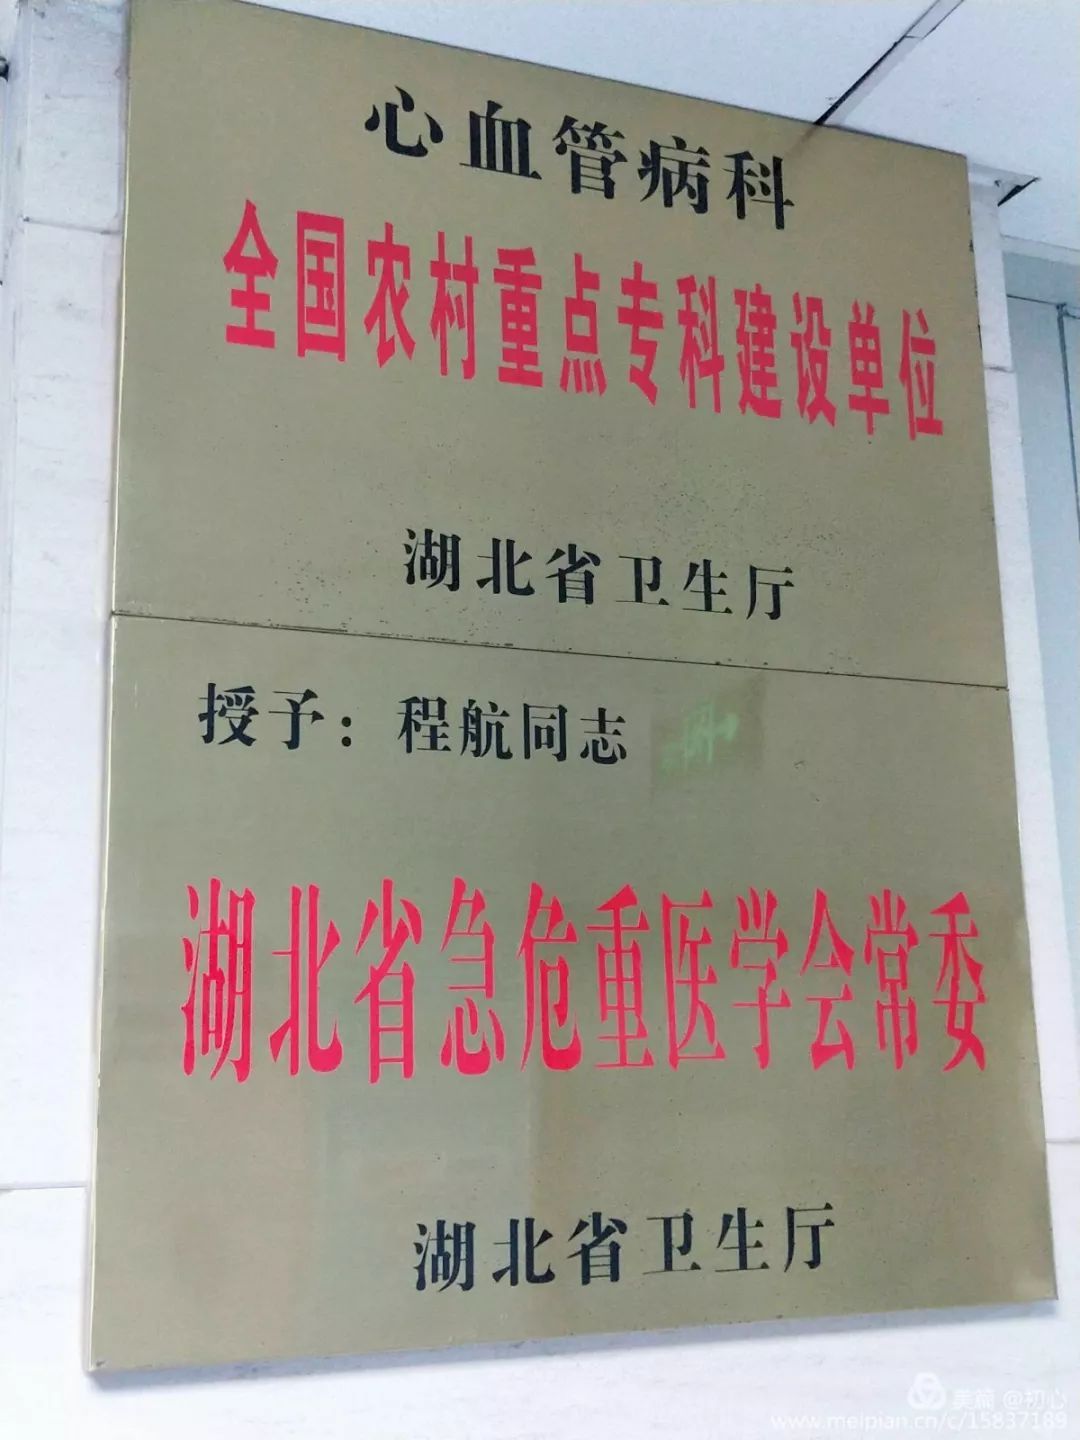 心血管病科
全国农村重点专科建设单位
湖北省卫生厅
授予：程航同志
湖北省急危重医学会常委
湖北省卫生厅
美篇 @初心
www.meipian.cn/c/15837189